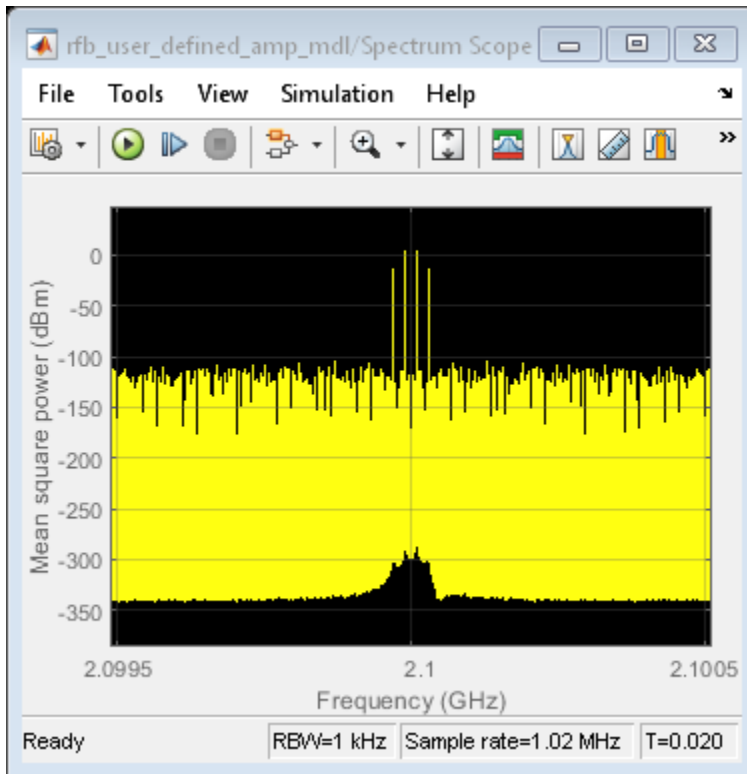 rfb_user_defined_amp_mdl/Spectrum Scope
File Tools View Simulation Help
0
-50
-100
-150
-200
-250
-300
-350
Mean square power (dBm)
2.0995 2.1 2.1005
Frequency (GHz)
Ready RBW=1 kHz Sample rate=1.02 MHz T=0.020